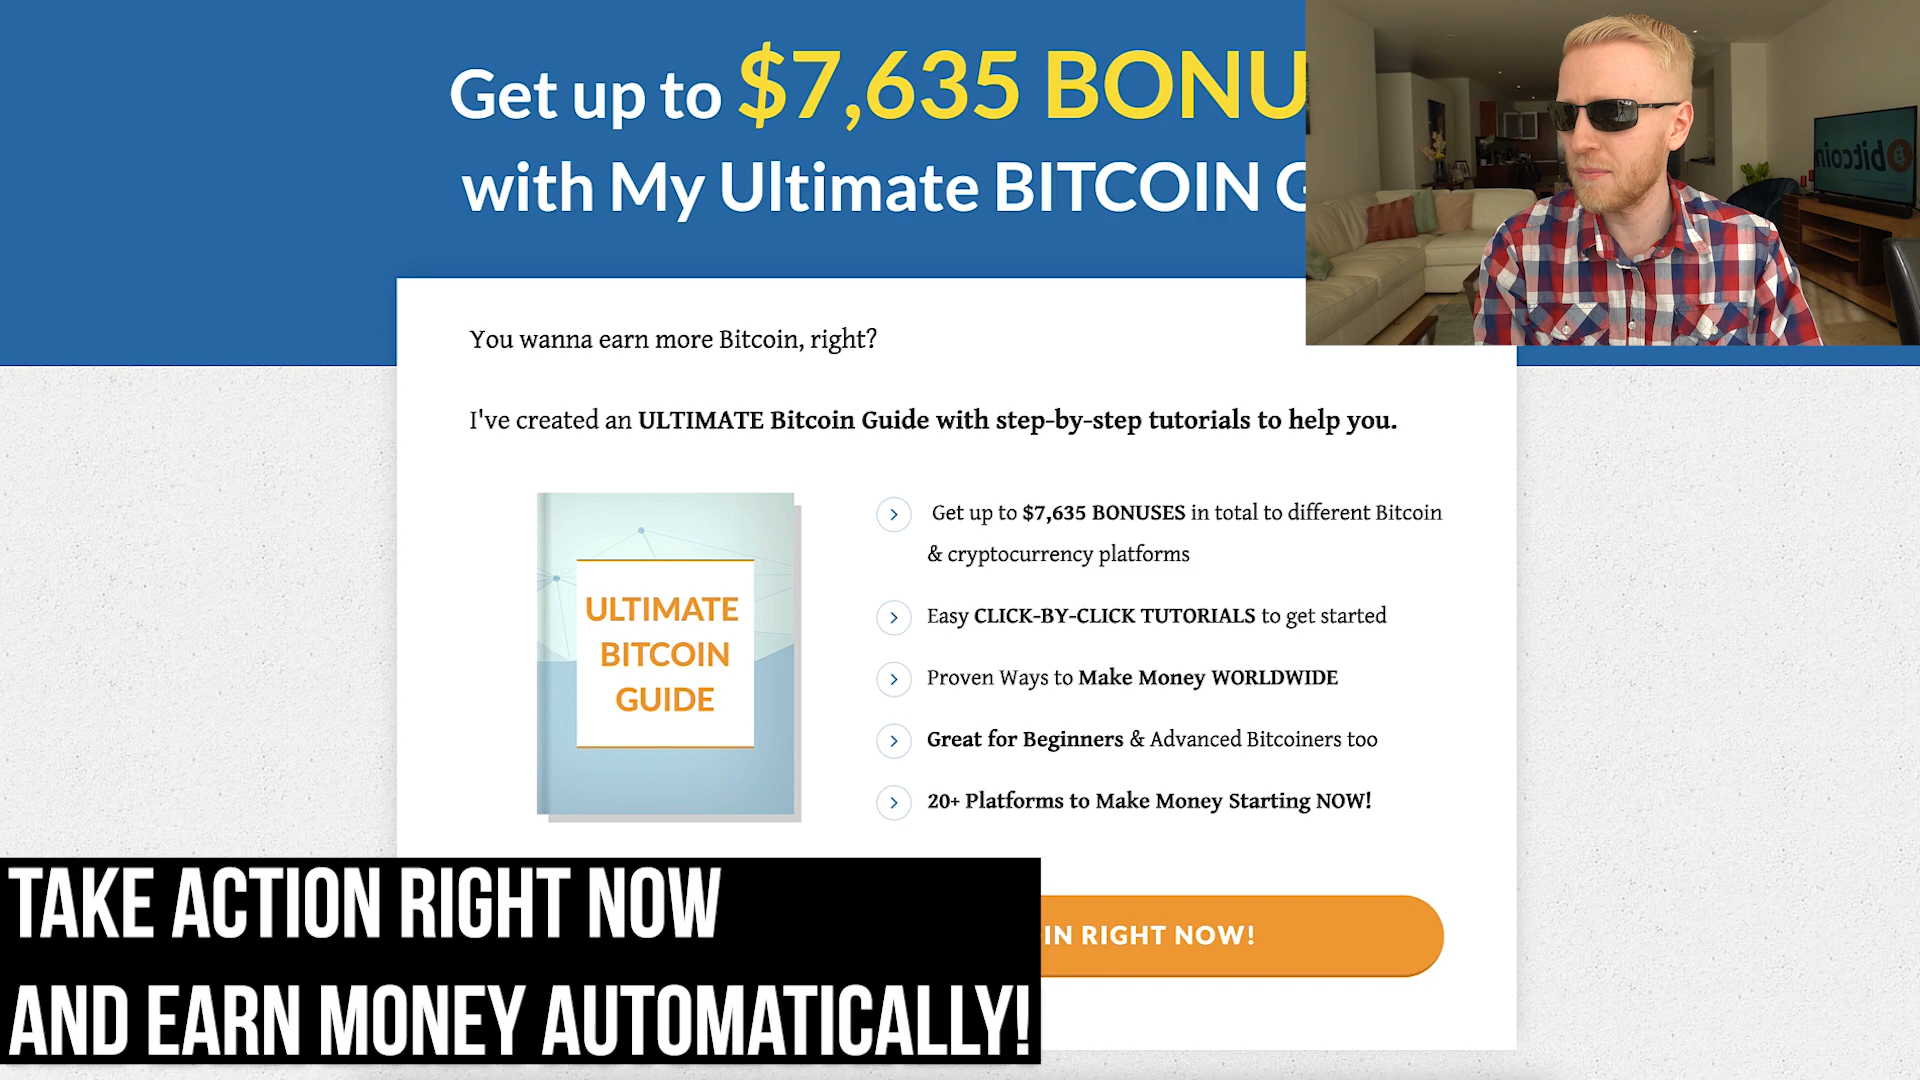 Get up to $7,635 BONU
with My Ultimate BITCOIN G
bitcoin
You wanna earn more Bitcoin, right?
I've created an ULTIMATE Bitcoin Guide with step-by-step tutorials to help you.
ULTIMATE
BITCOIN
GUIDE
Get up to $7,635 BONUSES in total to different Bitcoin
& cryptocurrency platforms
Easy CLICK-BY-CLICK TUTORIALS to get started
Proven Ways to Make Money WORLDWIDE
Great for Beginners & Advanced Bitcoiners too
20+ Platforms to Make Money Starting NOW!
IN RIGHT NOW!
TAKE ACTION RIGHT NOW
AND EARN MONEY AUTOMATICALLY!